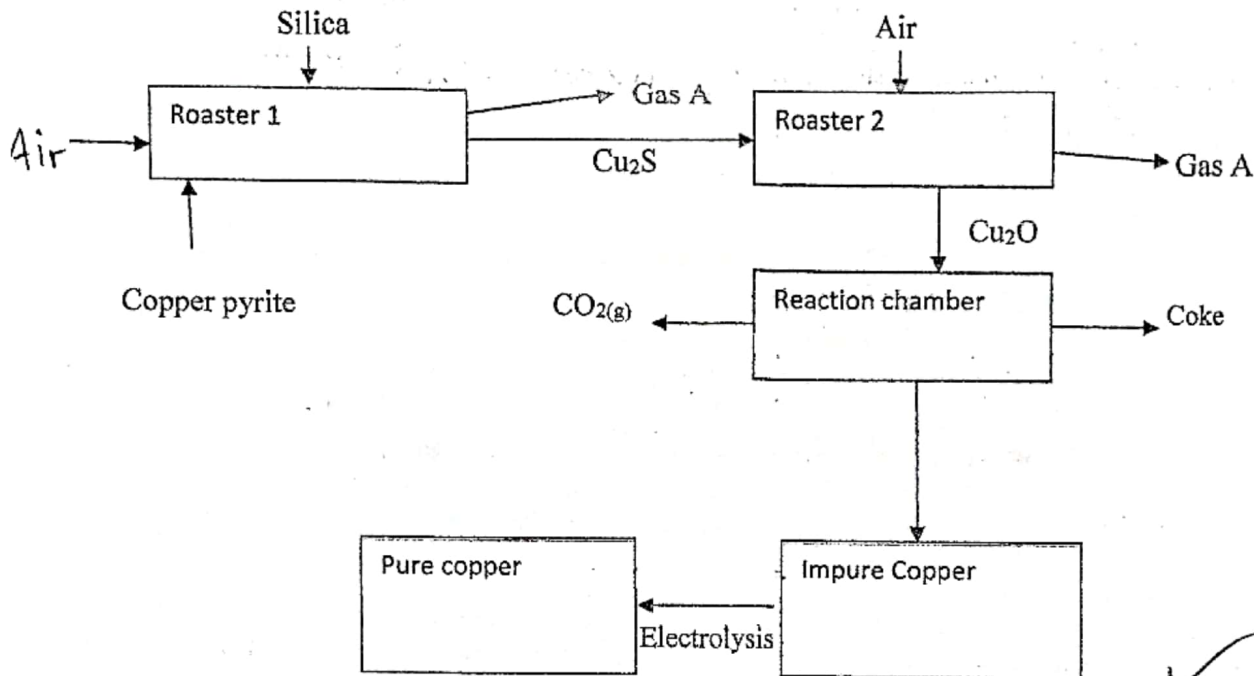 Silica
Air
Roaster 1
Gas A
Roaster 2
Air
Cu₂S
Gas A
Cu₂O
Copper pyrite
CO₂(g)
Reaction chamber
Coke
Pure copper
Impure Copper
Electrolysis